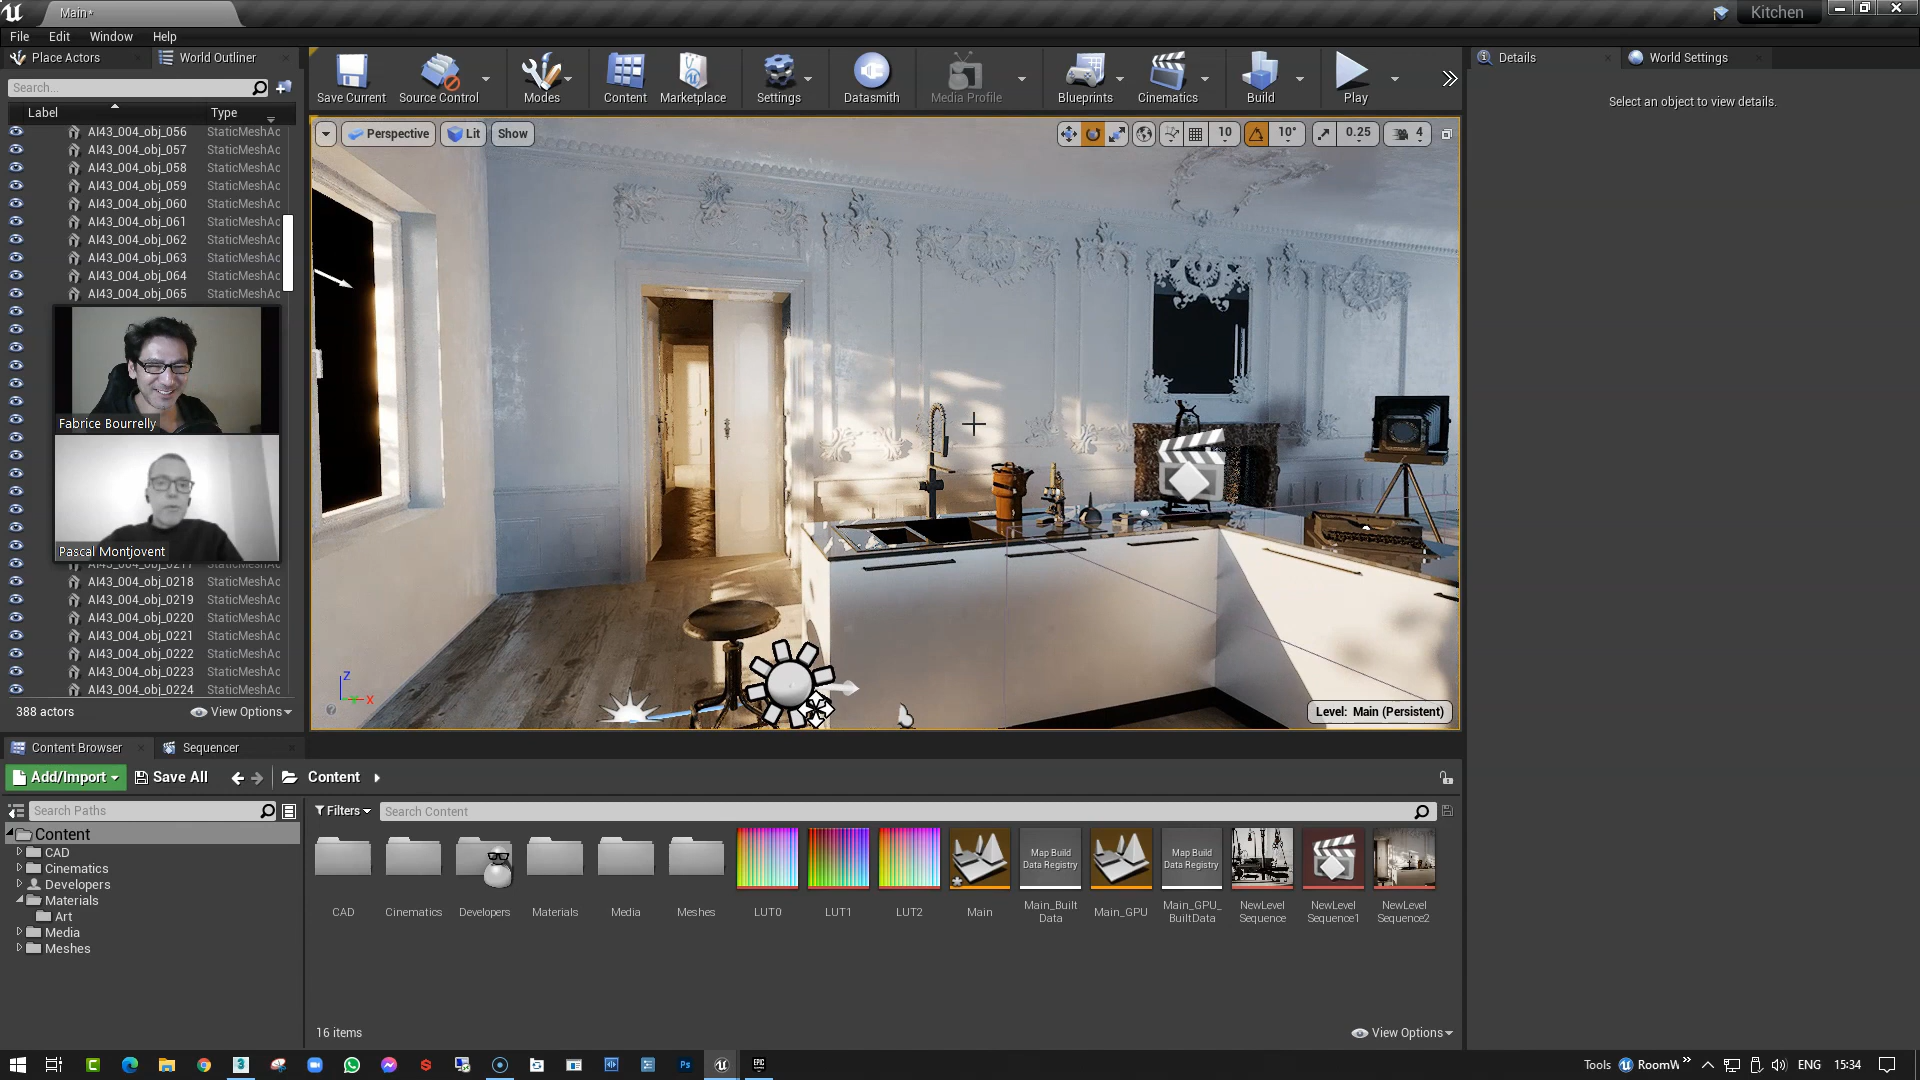 Main*
Kitchen
File Edit Window Help
Place Actors
World Outliner
Search...
Label Type
AI43_004_obj_056 StaticMeshAc
AI43_004_obj_057 StaticMeshAc
AI43_004_obj_058 StaticMeshAc
AI43_004_obj_059 StaticMeshAc
AI43_004_obj_060 StaticMeshAc
AI43_004_obj_061 StaticMeshAc
AI43_004_obj_062 StaticMeshAc
AI43_004_obj_063 StaticMeshAc
AI43_004_obj_064 StaticMeshAc
AI43_004_obj_065 StaticMeshAc
Fabrice Bourrelly
Pascal Montjovent
AI43_004_obj_0217 StaticMeshAc
AI43_004_obj_0218 StaticMeshAc
AI43_004_obj_0219 StaticMeshAc
AI43_004_obj_0220 StaticMeshAc
AI43_004_obj_0221 StaticMeshAc
AI43_004_obj_0222 StaticMeshAc
AI43_004_obj_0223 StaticMeshAc
AI43_004_obj_0224 StaticMeshAc
388 actors
View Options
Save Current
Source Control
Modes
Content
Marketplace
Settings
Datasmith
Media Profile
Blueprints
Cinematics
Build
Play
Perspective
Lit
Show
10
10°
0.25
4
Z
X
Level: Main (Persistent)
Details
World Settings
Select an object to view details.
Content Browser
Sequencer
Add/Import
Save All
Content
Search Paths
Content
CAD
Cinematics
Developers
Materials
Art
Media
Meshes
Filters
Search Content
Map Build
Data Registry
Map Build
Data Registry
CAD
Cinematics
Developers
Materials
Media
Meshes
LUT0
LUT1
LUT2
Main
Main_Built
Data
Main_GPU
Main_GPU_
BuiltData
NewLevel
Sequence
NewLevel
Sequence1
NewLevel
Sequence2
16 items
View Options
Ps
EPIC
Tools
RoomW
ENG
15:34